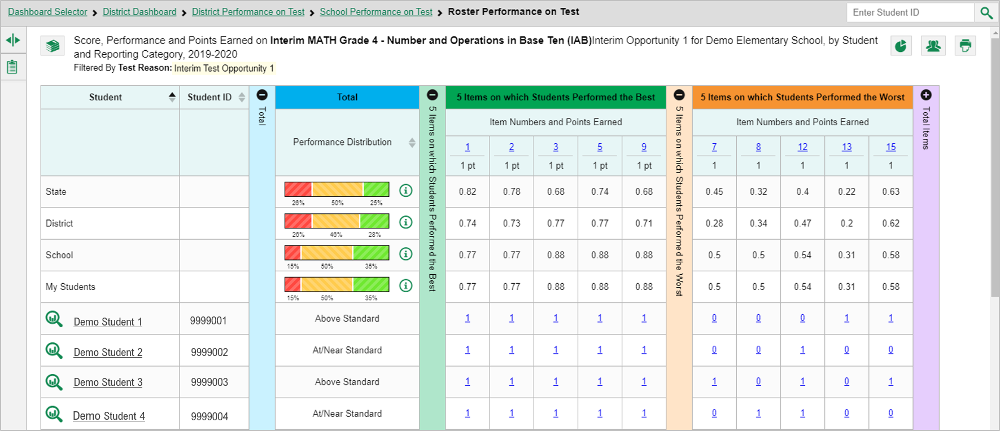 Dashboard Selector > District Dashboard > District Performance on Test > School Performance on Test > Roster Performance on Test
Enter Student ID
Score, Performance and Points Earned on Interim MATH Grade 4 - Number and Operations in Base Ten (IAB)Interim Opportunity 1 for Demo Elementary School, by Student
and Reporting Category, 2019-2020
Filtered By Test Reason: Interim Test Opportunity 1
Student Student ID Total 5 Items on which Students Performed the Best 5 Items on which Students Performed the Worst
Total
5 Items on which Students Performed the Best
5 Items on which Students Performed the Worst
Total Items
Item Numbers and Points Earned Item Numbers and Points Earned
Performance Distribution
1 2 3 5 9 7 8 12 13 15
1 pt 1 pt 1 pt 1 pt 1 pt 1 1 1 1 1
State 0.82 0.78 0.68 0.74 0.68 0.45 0.32 0.4 0.22 0.63
26% 50% 25%
District 0.74 0.73 0.77 0.77 0.71 0.28 0.34 0.47 0.2 0.62
26% 46% 28%
School 0.77 0.77 0.88 0.88 0.88 0.5 0.5 0.54 0.31 0.58
15% 50% 35%
My Students 0.77 0.77 0.88 0.88 0.88 0.5 0.5 0.54 0.31 0.58
15% 50% 35%
Demo Student 1 9999001 Above Standard 1 1 1 1 1 0 0 0 1 1
Demo Student 2 9999002 At/Near Standard 1 1 1 1 1 0 0 1 0 0
Demo Student 3 9999003 Above Standard 1 1 1 1 1 1 0 1 0 1
Demo Student 4 9999004 At/Near Standard 1 1 1 1 1 0 1 1 0 0